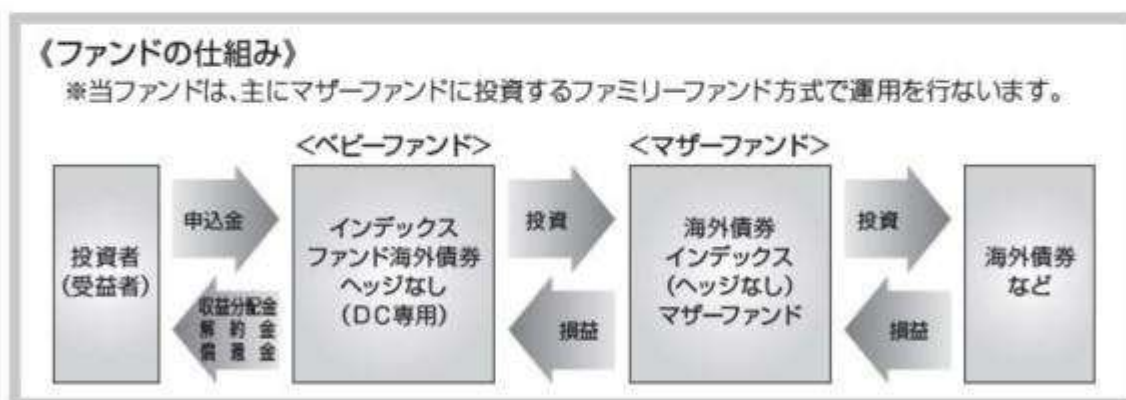 《ファンドの仕組み》
※当ファンドは、主にマザーファンドに投資するファミリーファンド方式で運用を行ないます。
<ベビーファンド>
<マザーファンド>
投資者
(受益者)
申込金
収益分配金
解約金
償還金
インデックス
ファンド海外債券
ヘッジなし
(DC専用)
投資
損益
海外債券
インデックス
(ヘッジなし)
マザーファンド
投資
損益
海外債券
など